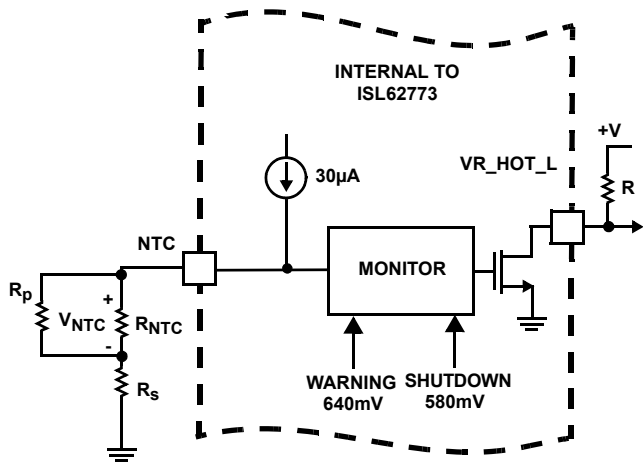 INTERNAL TO
ISL62773
+V
VR_HOT_L
R
30µA
NTC
MONITOR
Rp
+
VNTC
RNTC
-
Rs
WARNING
640mV
SHUTDOWN
580mV